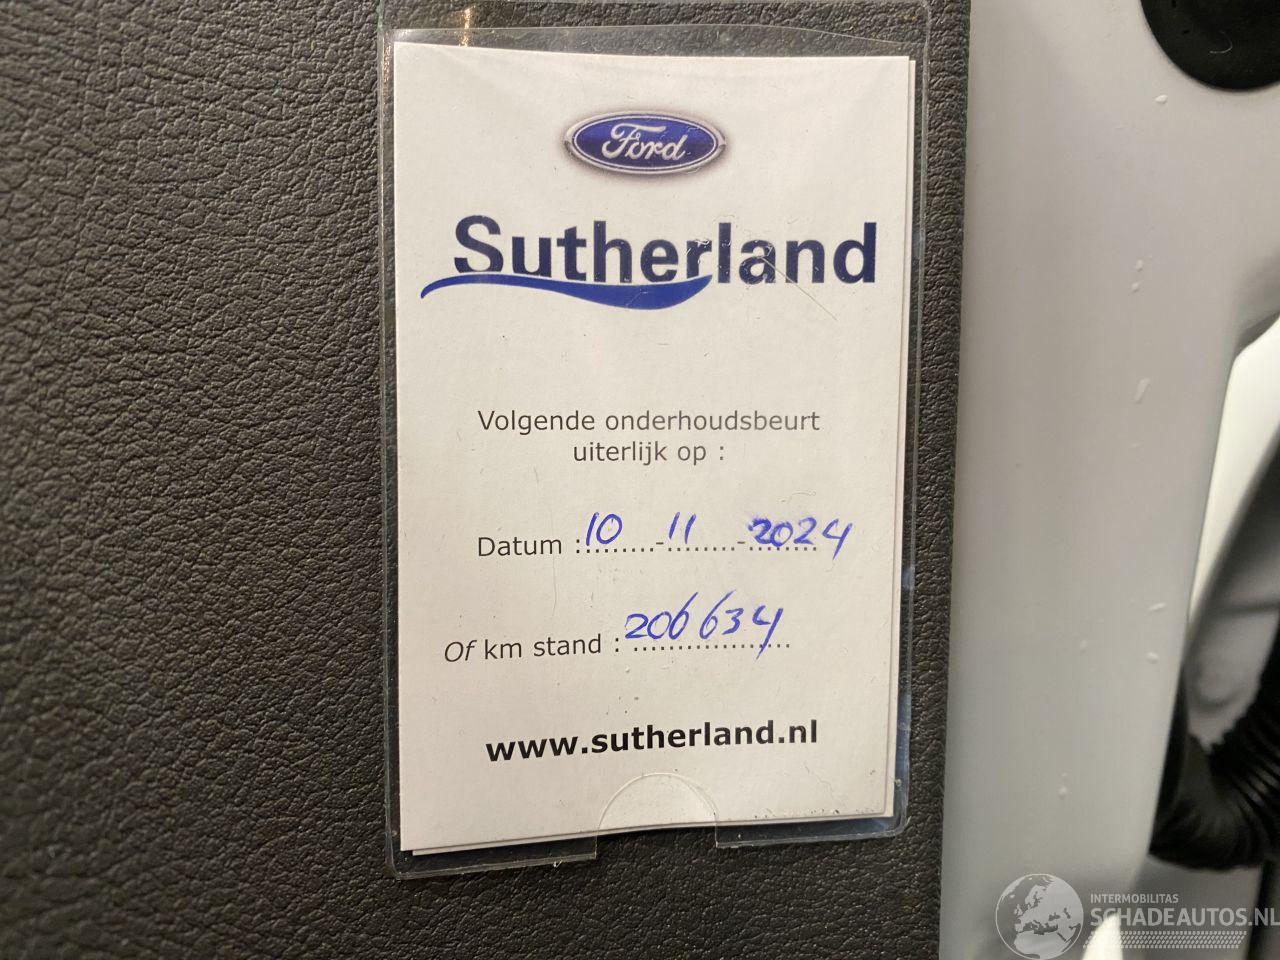 Ford
Sutherland
Volgende onderhoudsbeurt
uiterlijk op :
Datum : 10 - 11 - 2024
Of km stand : 206634
www.sutherland.nl
INTERMOBILITAS
SCHADEAUTOS.NL